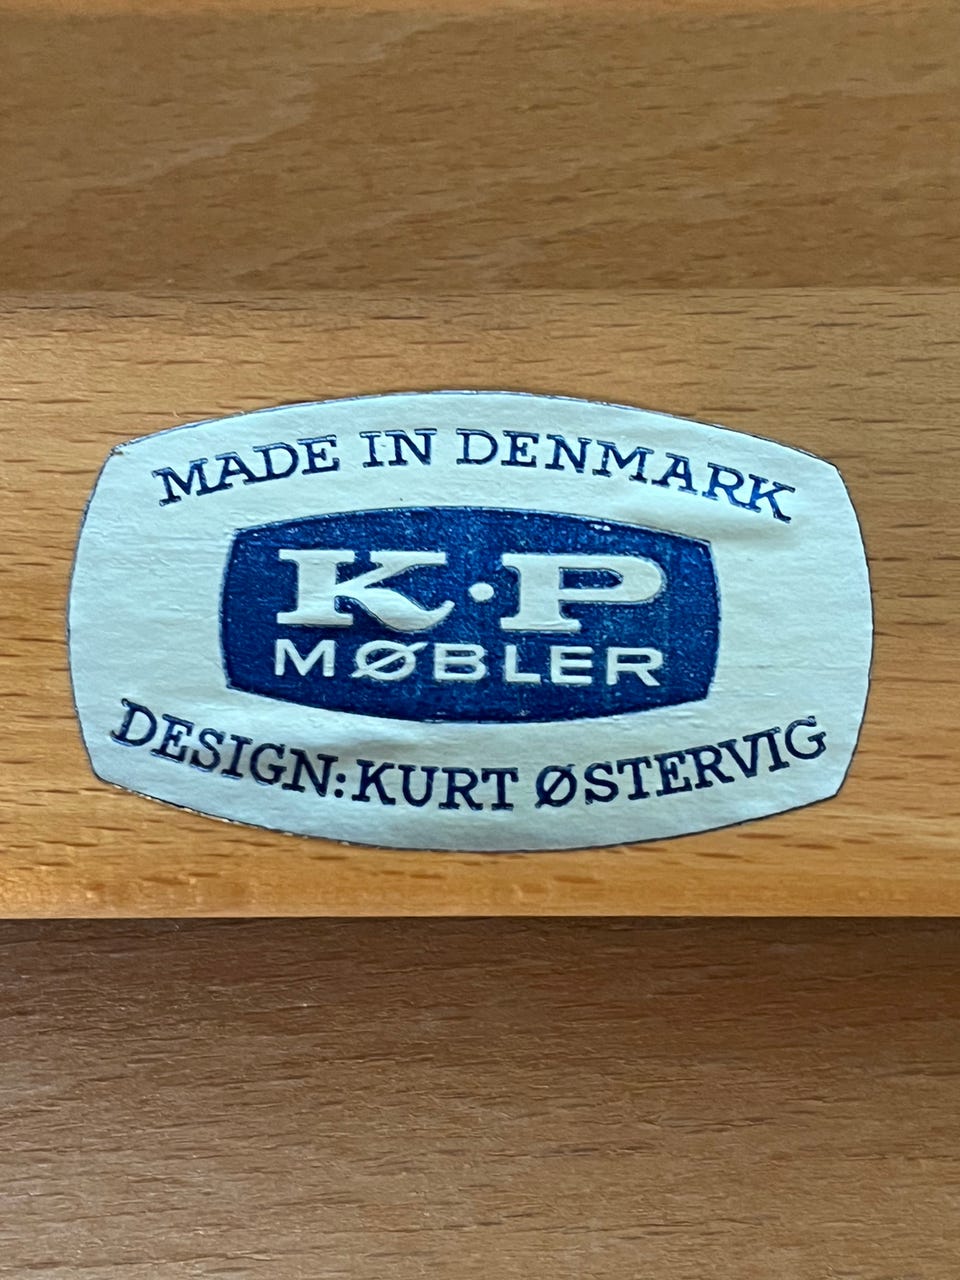 MADE IN DENMARK
K·P
MØBLER
DESIGN:KURT ØSTERVIG